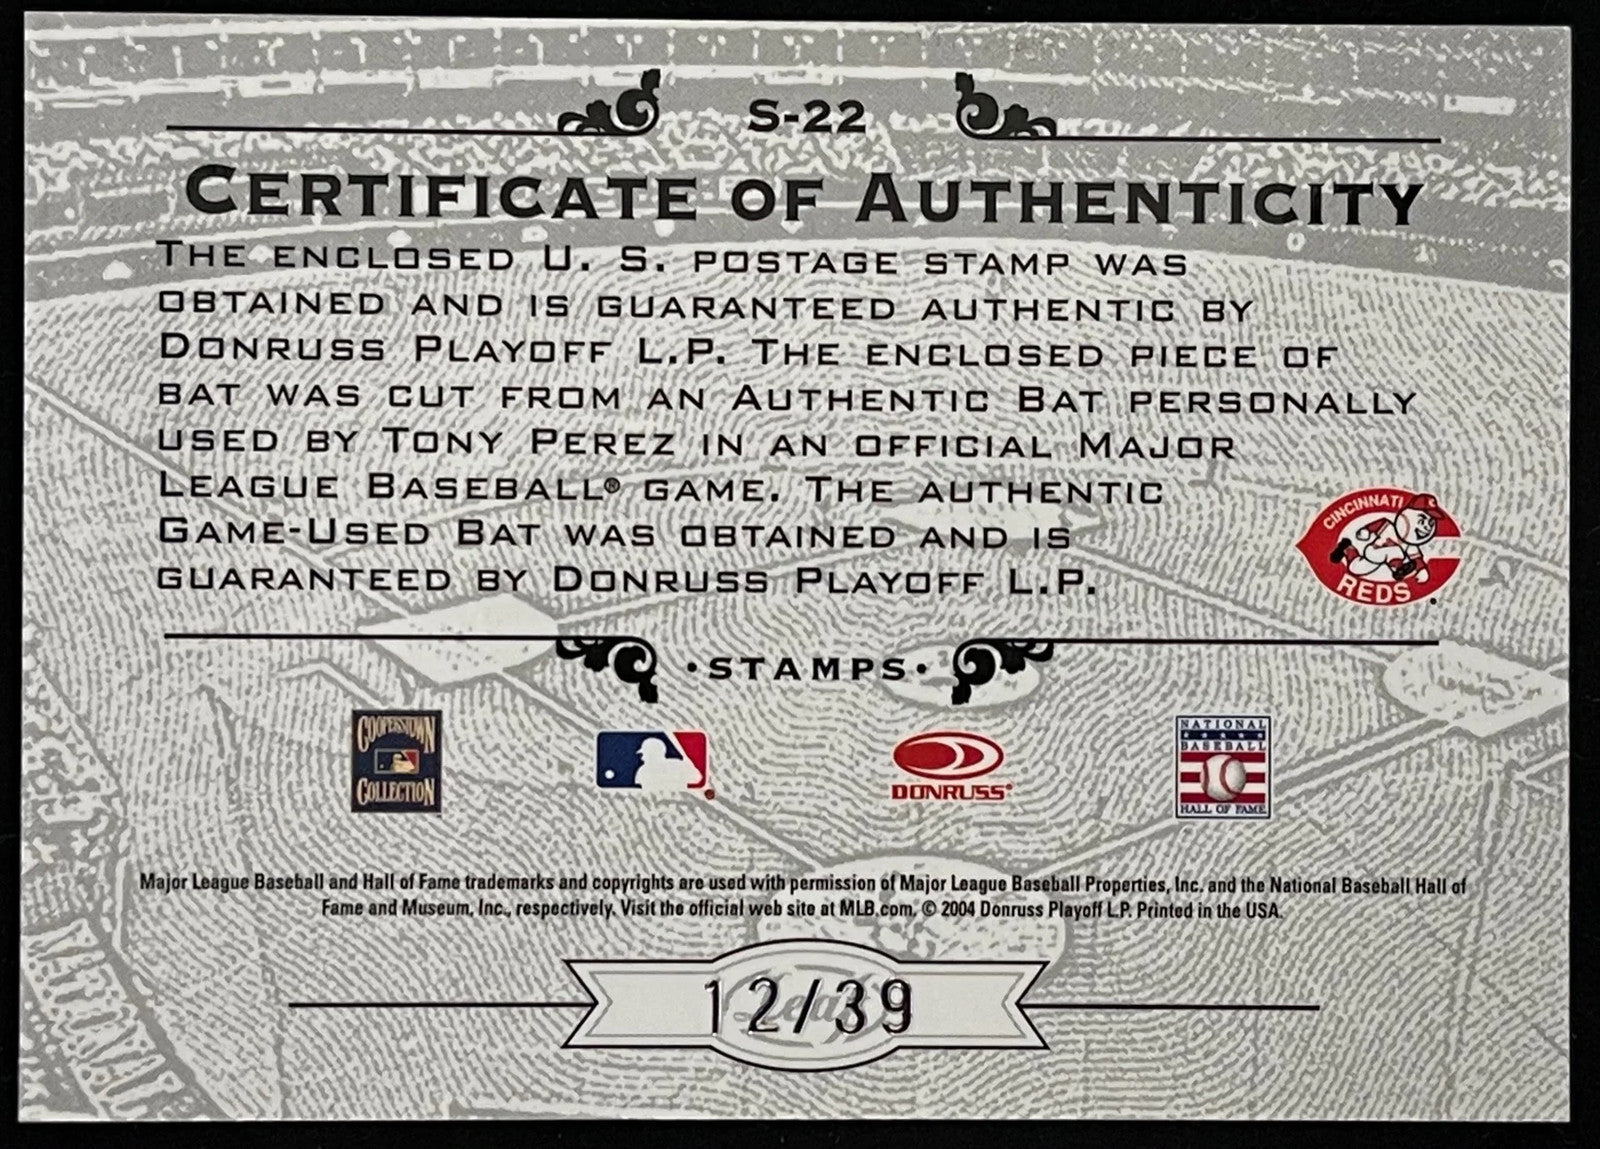 S-22
CERTIFICATE OF AUTHENTICITY
THE ENCLOSED U. S. POSTAGE STAMP WAS
OBTAINED AND IS GUARANTEED AUTHENTIC BY
DONRUSS PLAYOFF L.P. THE ENCLOSED PIECE OF
BAT WAS CUT FROM AN AUTHENTIC BAT PERSONALLY
USED BY TONY PEREZ IN AN OFFICIAL MAJOR
LEAGUE BASEBALL® GAME. THE AUTHENTIC
GAME-USED BAT WAS OBTAINED AND IS
GUARANTEED BY DONRUSS PLAYOFF L.P.
CINCINNATI
REDS
•STAMPS•
COOPERSTOWN
COLLECTION
DONRUSS®
NATIONAL
BASEBALL
HALL OF FAME
Major League Baseball and Hall of Fame trademarks and copyrights are used with permission of Major League Baseball Properties, Inc. and the National Baseball Hall of
Fame and Museum, Inc., respectively. Visit the official web site at MLB.com. © 2004 Donruss Playoff L.P. Printed in the USA.
Leaf
12/39
NATIONAL